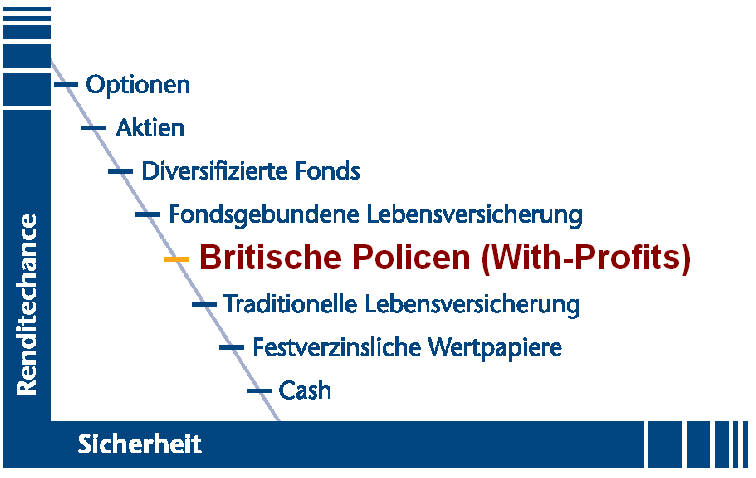 Optionen
Aktien
Diversifizierte Fonds
Fondsgebundene Lebensversicherung
Britische Policen (With-Profits)
Traditionelle Lebensversicherung
Festverzinsliche Wertpapiere
Cash
Renditechance
Sicherheit